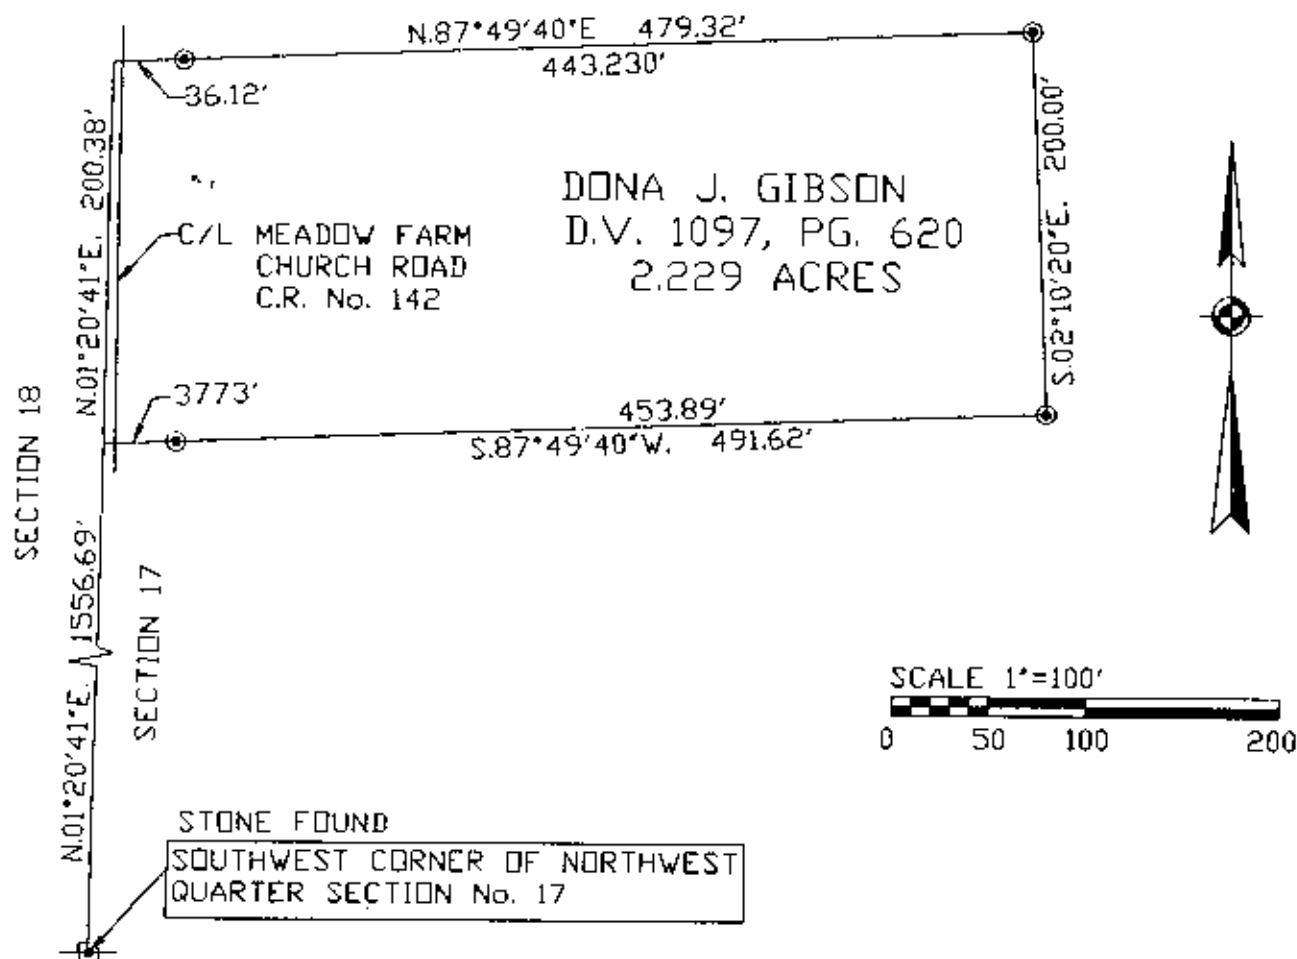 N.87°49'40"E 479.32'
443.230'
36.12'
N.01°20'41"E. 200.38'
C/L MEADOW FARM
CHURCH ROAD
C.R. No. 142
DONA J. GIBSON
D.V. 1097, PG. 620
2.229 ACRES
S.02°10'20"E. 200.00'
3773'
453.89'
S.87°49'40"W. 491.62'
SECTION 18
SECTION 17
N.01°20'41"E. 1556.69'
SCALE 1"=100'
0 50 100 200
STONE FOUND
SOUTHWEST CORNER OF NORTHWEST
QUARTER SECTION No. 17